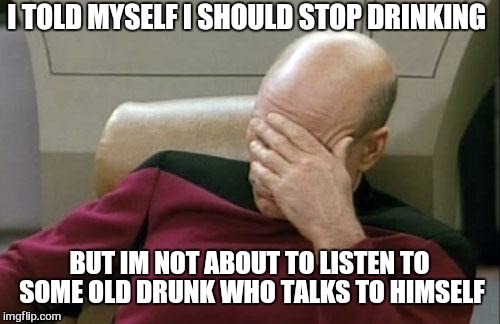 I TOLD MYSELF I SHOULD STOP DRINKING
BUT IM NOT ABOUT TO LISTEN TO
SOME OLD DRUNK WHO TALKS TO HIMSELF
imgflip.com